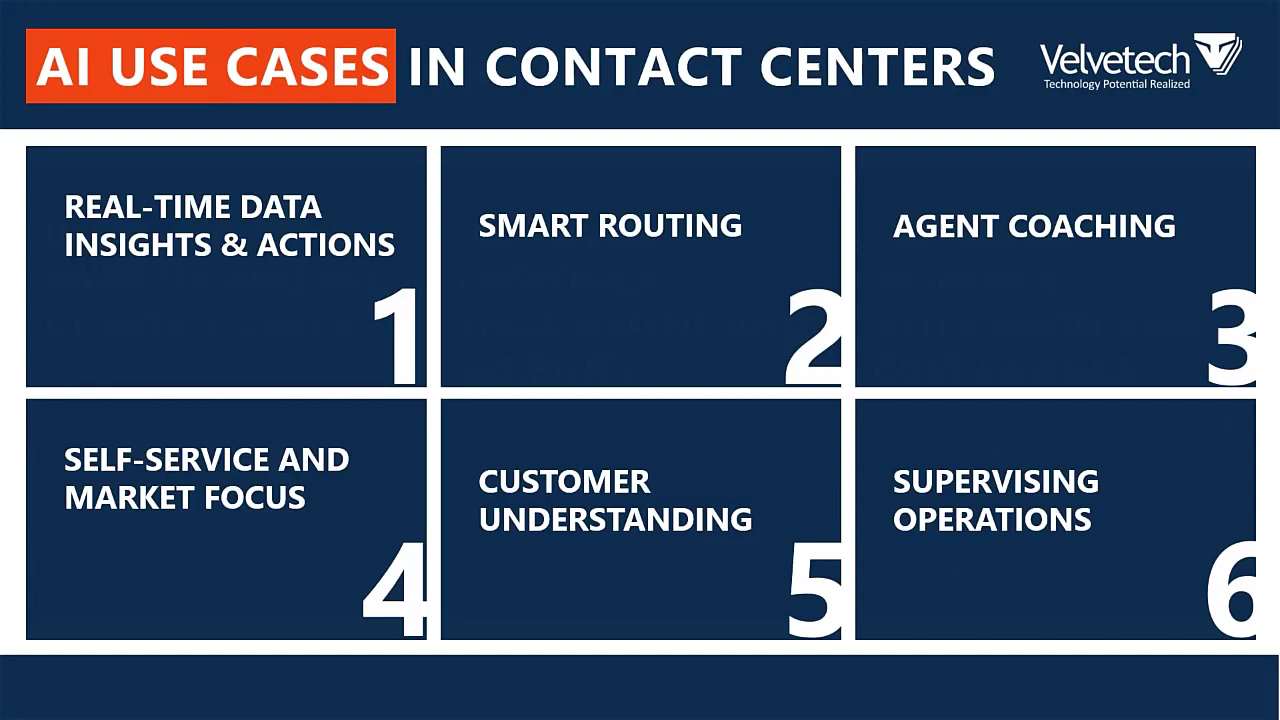 AI USE CASES IN CONTACT CENTERS
Velvetech
Technology Potential Realized
REAL-TIME DATA
INSIGHTS & ACTIONS
1
SMART ROUTING
2
AGENT COACHING
3
SELF-SERVICE AND
MARKET FOCUS
4
CUSTOMER
UNDERSTANDING
5
SUPERVISING
OPERATIONS
6